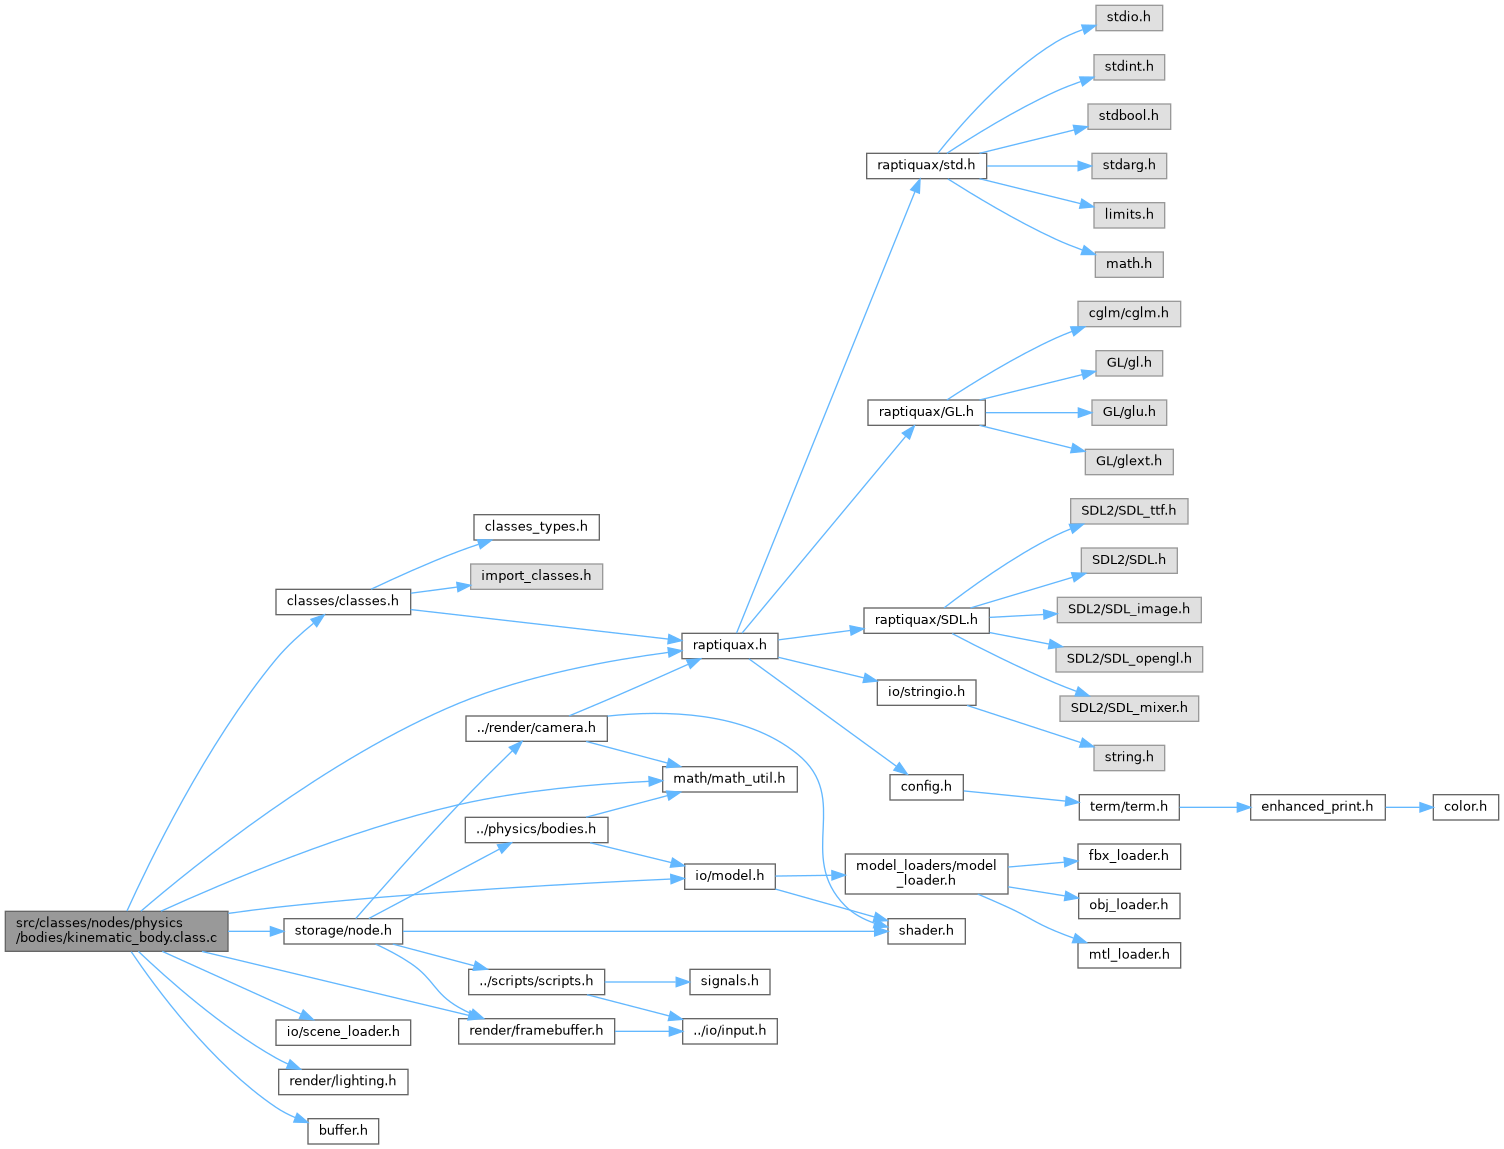 stdio.h
stdint.h
stdbool.h
raptiquax/std.h
stdarg.h
limits.h
math.h
cglm/cglm.h
GL/gl.h
raptiquax/GL.h
GL/glu.h
GL/glext.h
SDL2/SDL_ttf.h
classes_types.h
SDL2/SDL.h
import_classes.h
classes/classes.h
SDL2/SDL_image.h
raptiquax/SDL.h
raptiquax.h
SDL2/SDL_opengl.h
io/stringio.h
SDL2/SDL_mixer.h
../render/camera.h
string.h
math/math_util.h
config.h
term/term.h
enhanced_print.h
color.h
../physics/bodies.h
fbx_loader.h
model_loaders/model
_loader.h
io/model.h
obj_loader.h
src/classes/nodes/physics
/bodies/kinematic_body.class.c
storage/node.h
shader.h
mtl_loader.h
../scripts/scripts.h
signals.h
io/scene_loader.h
render/framebuffer.h
../io/input.h
render/lighting.h
buffer.h